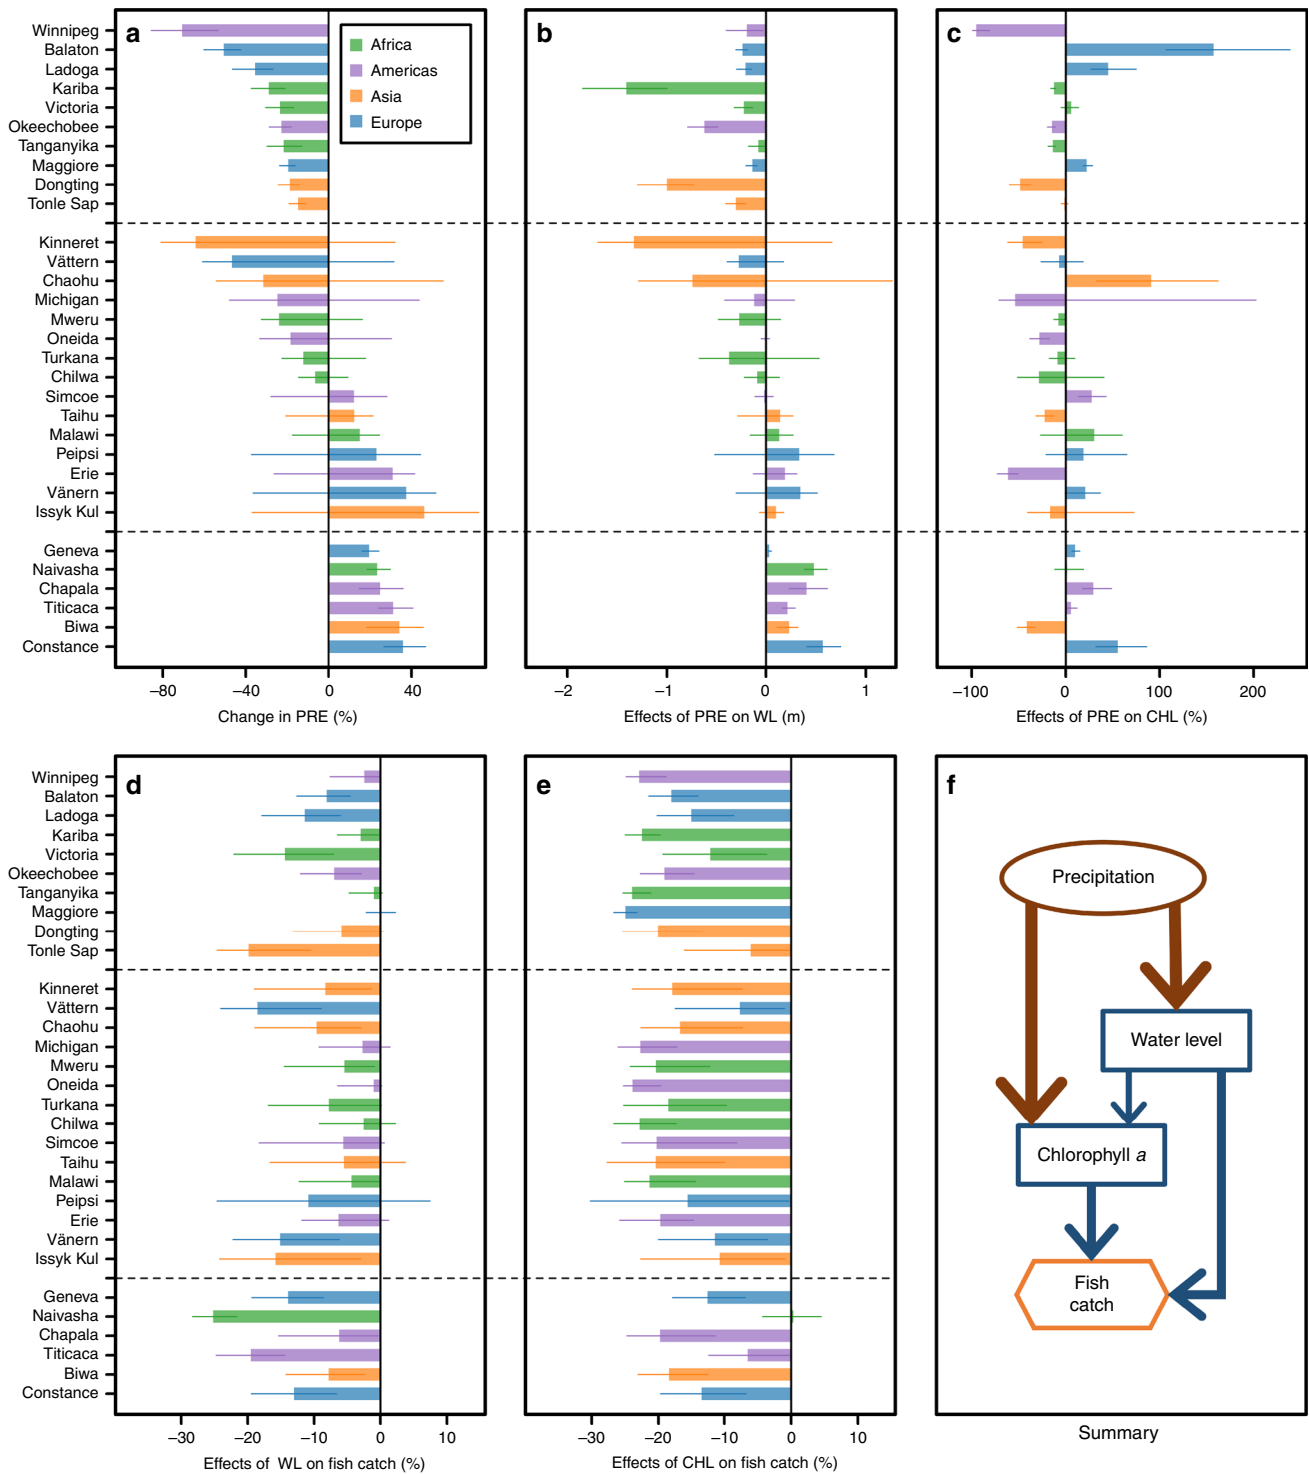 a
b
c
Africa
Americas
Asia
Europe
Winnipeg
Balaton
Ladoga
Kariba
Victoria
Okeechobee
Tanganyika
Maggiore
Dongting
Tonle Sap
Kinneret
Vättern
Chaohu
Michigan
Mweru
Oneida
Turkana
Chilwa
Simcoe
Taihu
Malawi
Peipsi
Erie
Vänern
Issyk Kul
Geneva
Naivasha
Chapala
Titicaca
Biwa
Constance
–80 –40 0 40
Change in PRE (%)
–2 –1 0 1
Effects of PRE on WL (m)
–100 0 100 200
Effects of PRE on CHL (%)
d
e
f
Winnipeg
Balaton
Ladoga
Kariba
Victoria
Okeechobee
Tanganyika
Maggiore
Dongting
Tonle Sap
Kinneret
Vättern
Chaohu
Michigan
Mweru
Oneida
Turkana
Chilwa
Simcoe
Taihu
Malawi
Peipsi
Erie
Vänern
Issyk Kul
Geneva
Naivasha
Chapala
Titicaca
Biwa
Constance
–30 –20 –10 0 10
Effects of WL on fish catch (%)
–30 –20 –10 0 10
Effects of CHL on fish catch (%)
Precipitation
Water level
Chlorophyll a
Fish
catch
Summary